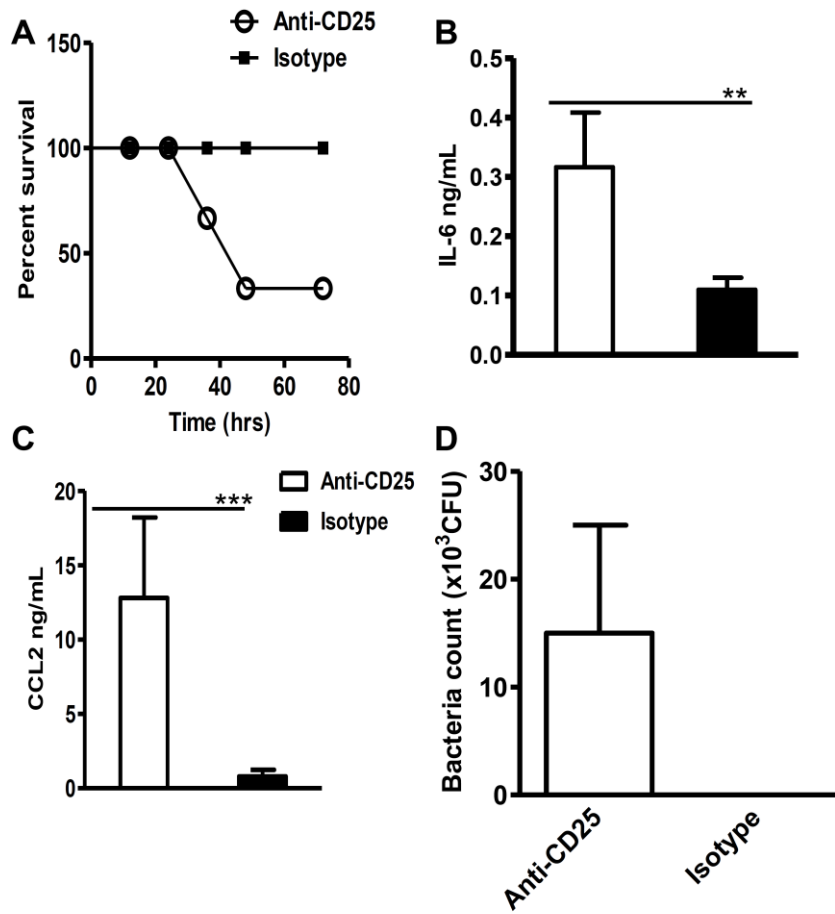 A
Anti-CD25
Isotype
150
100
50
0
Percent survival
0 20 40 60 80
Time (hrs)
B
**
0.5
0.4
0.3
0.2
0.1
0.0
IL-6 ng/mL
C
Anti-CD25
Isotype
***
20
15
10
5
0
CCL2 ng/mL
D
30
20
10
0
Bacteria count (x10³CFU)
Anti-CD25
Isotype